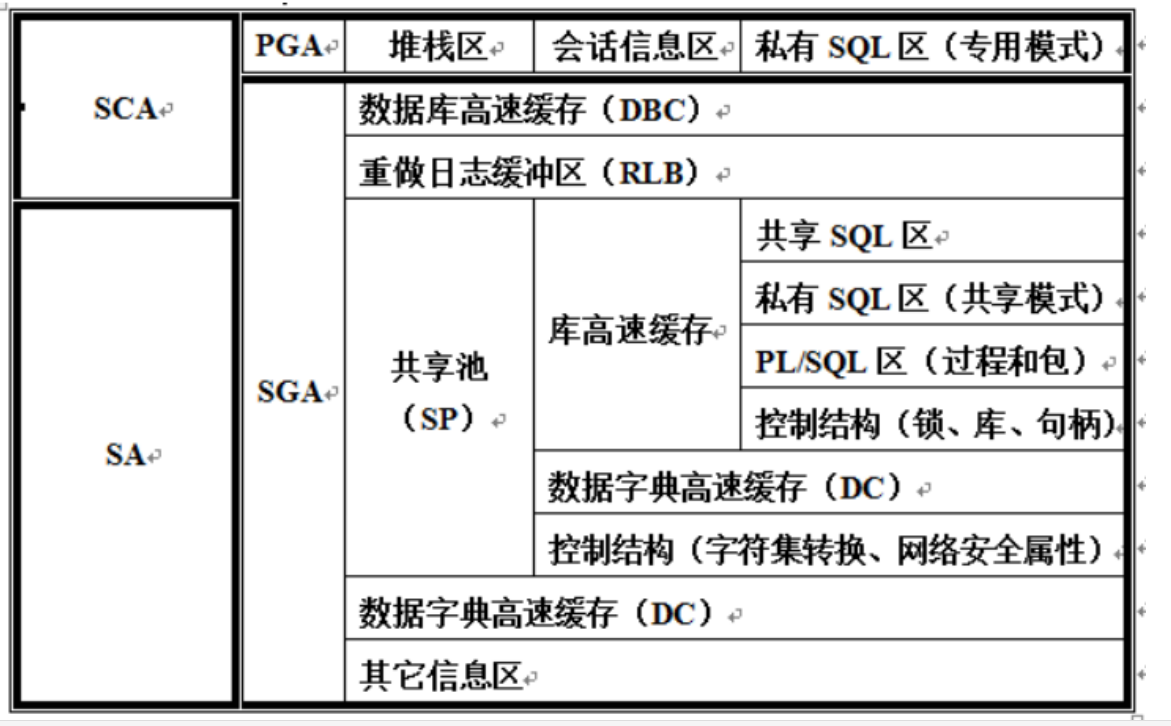 SCA
PGA
堆栈区
会话信息区
私有 SQL 区（专用模式）
SGA
数据库高速缓存（DBC）
重做日志缓冲区（RLB）
SA
共享池
（SP）
库高速缓存
共享 SQL 区
私有 SQL 区（共享模式）
PL/SQL 区（过程和包）
控制结构（锁、库、句柄）
数据字典高速缓存（DC）
控制结构（字符集转换、网络安全属性）
数据字典高速缓存（DC）
其它信息区